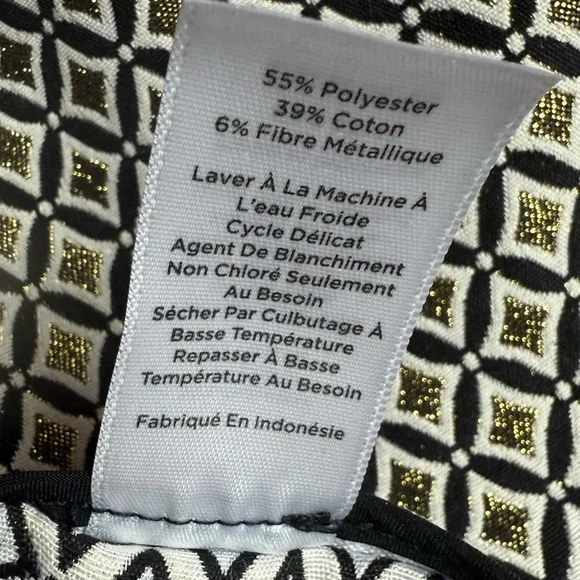 55% Polyester
39% Coton
6% Fibre Métallique
Laver À La Machine À
L'eau Froide
Cycle Délicat
Agent De Blanchiment
Non Chloré Seulement
Au Besoin
Sécher Par Culbutage À
Basse Température
Repasser À Basse
Température Au Besoin
Fabriqué En Indonésie